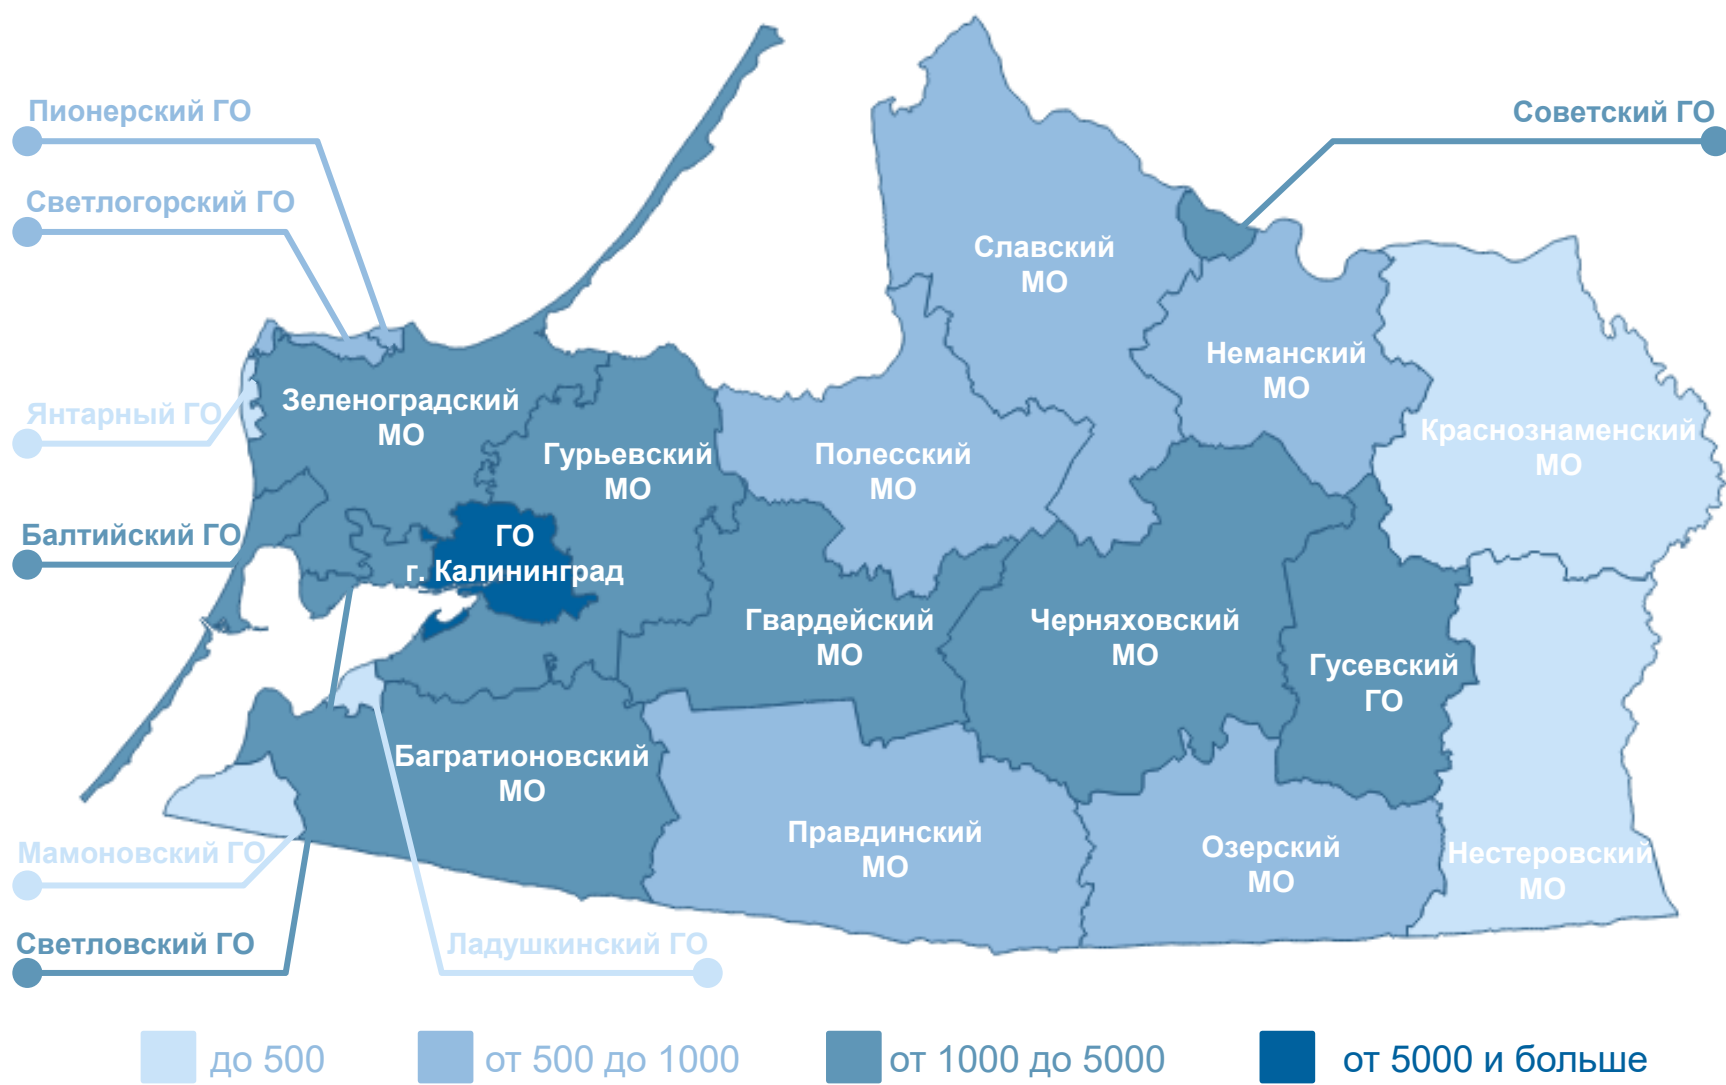 Пионерский ГО
Советский ГО
Светлогорский ГО
Славский
МО
Неманский
МО
Зеленоградский
МО
Янтарный ГО
Краснознаменский
МО
Гурьевский
МО
Полесский
МО
Балтийский ГО
ГО
г. Калининград
Гвардейский
МО
Черняховский
МО
Гусевский
ГО
Багратионовский
МО
Правдинский
МО
Озерский
МО
Нестеровский
МО
Мамоновский ГО
Светловский ГО
Ладушкинский ГО
до 500
от 500 до 1000
от 1000 до 5000
от 5000 и больше